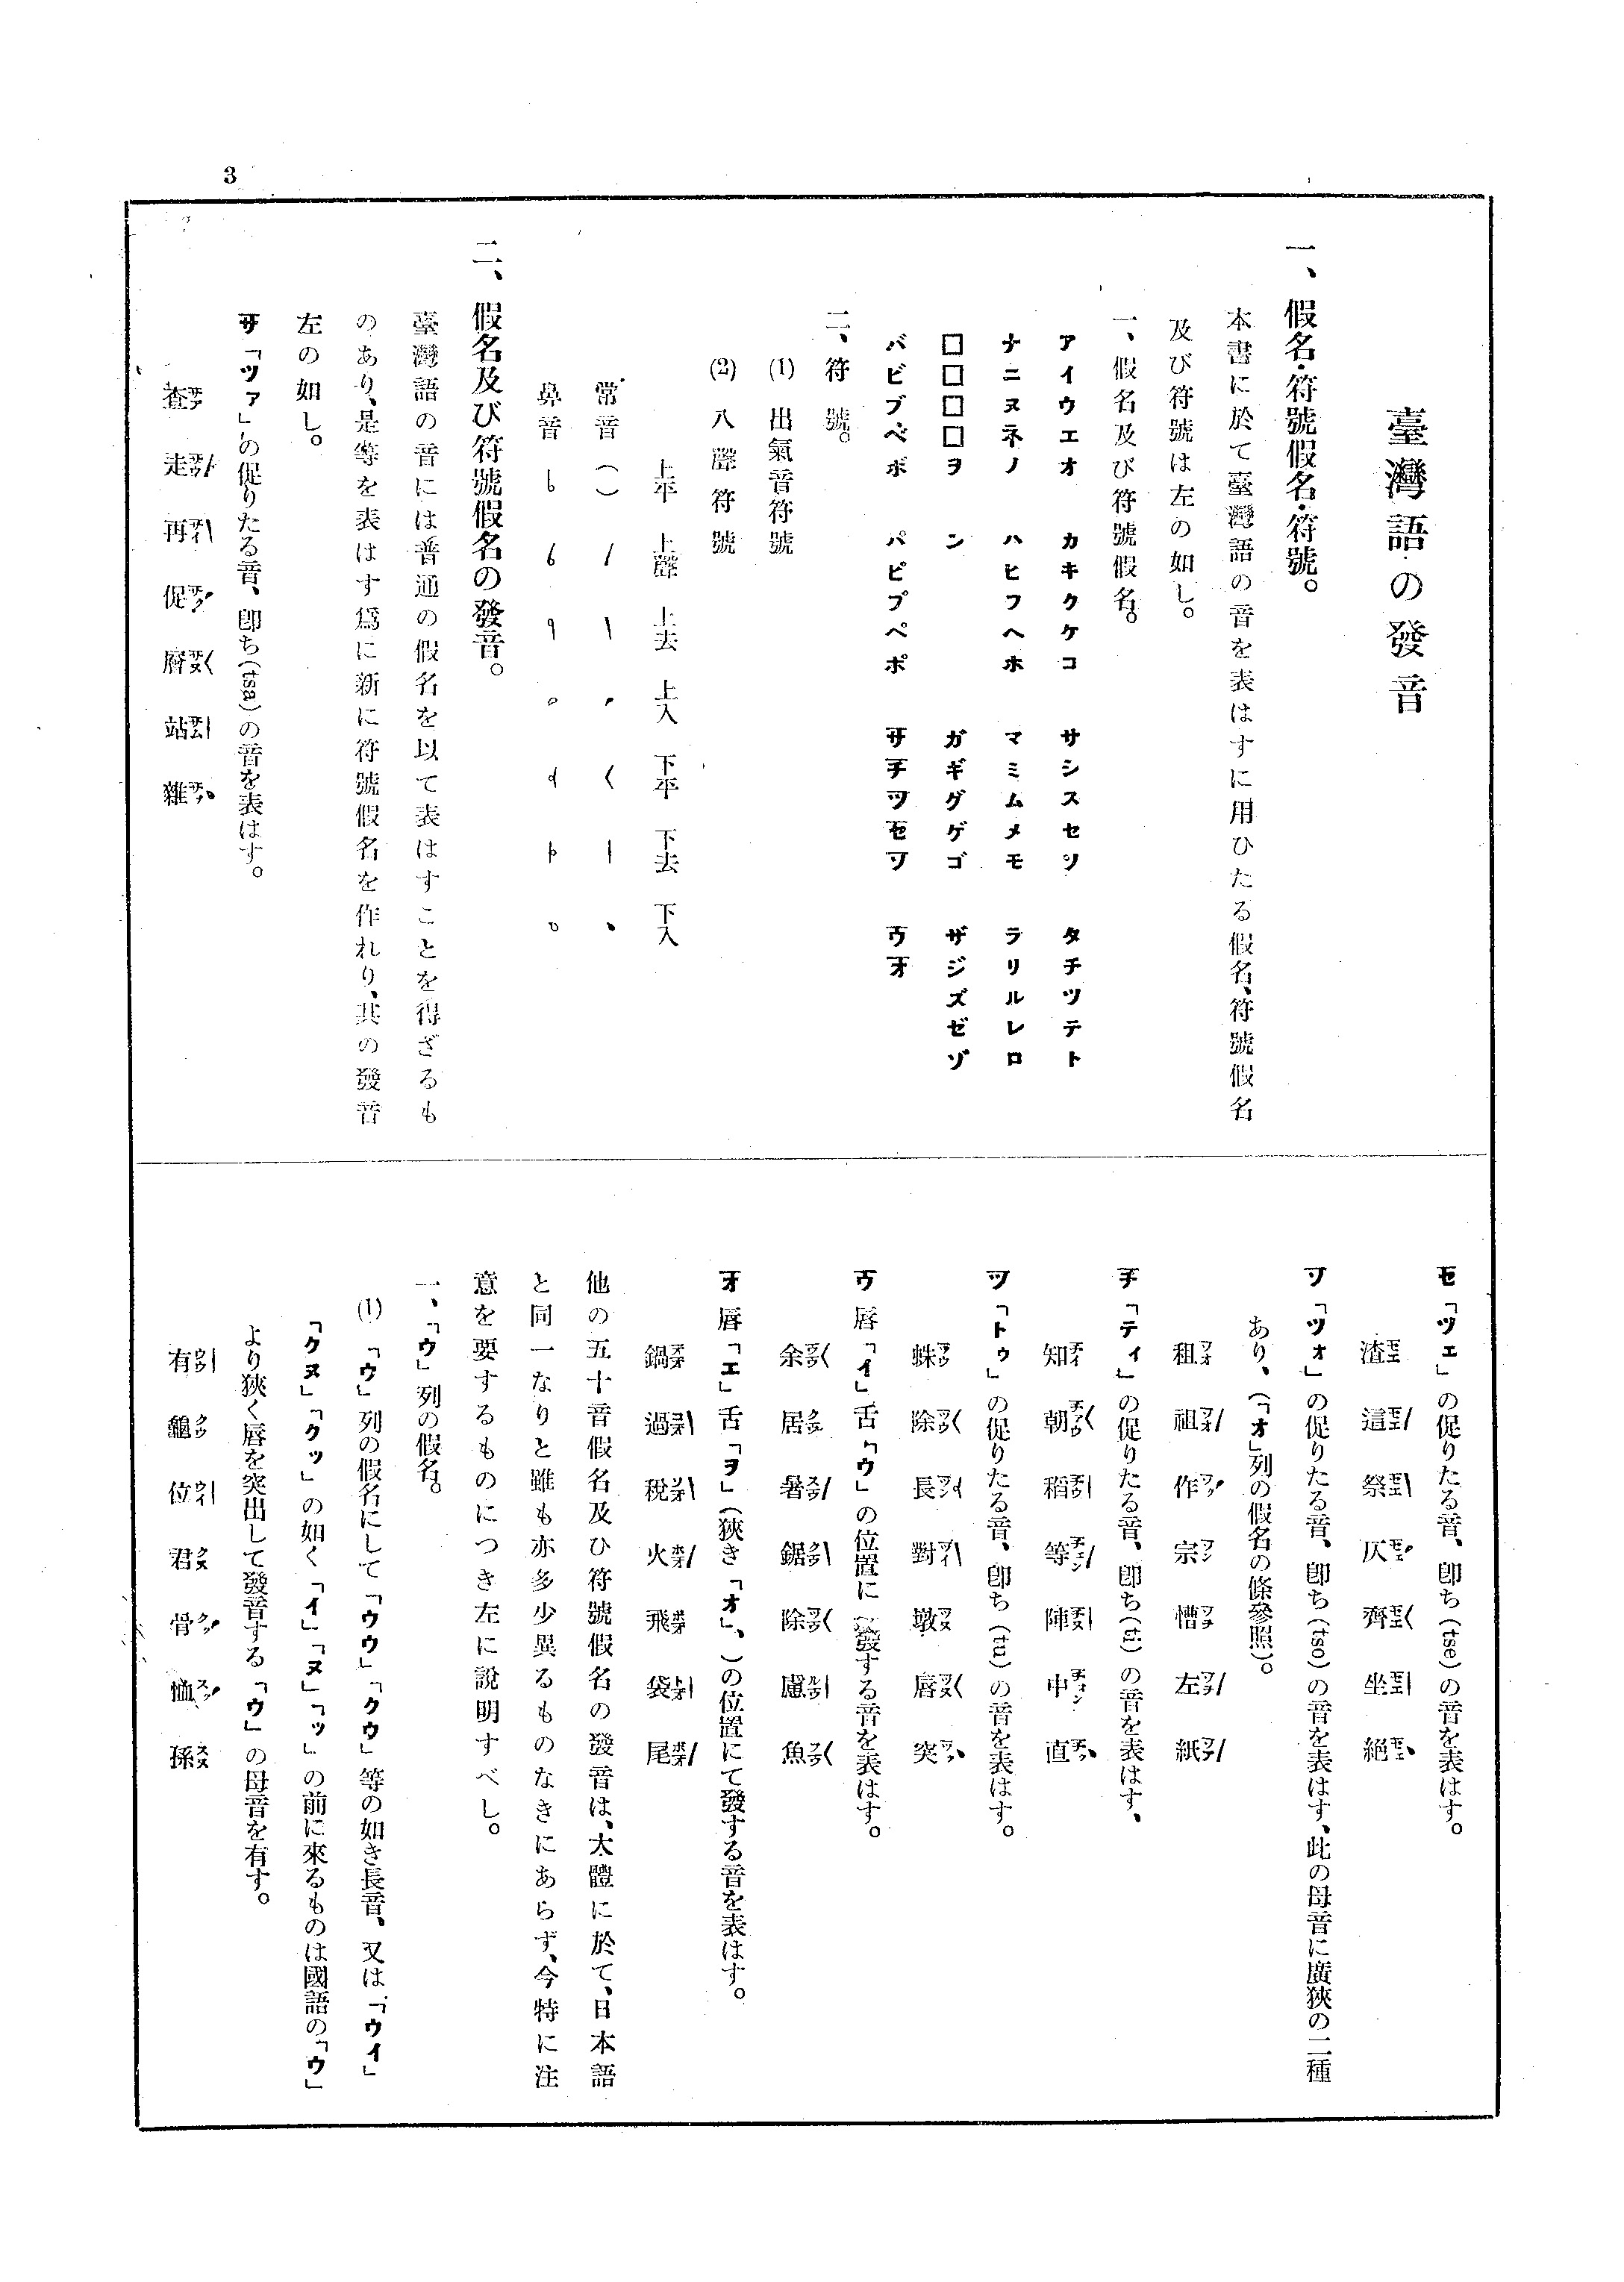 3
臺灣語の發音
一、假名・符號假名・符號。
本書に於て臺灣語の音を表はすに用ひたる假名、符號假名
及び符號は左の如し。
一、假名及び符號假名。
アイウエオ カキクケコ サシスセソ タチツテト
ナニヌネノ ハヒフヘホ マミムメモ ラリルレロ
□□□□ヲ ン ガギグゲゴ ザジズゼゾ
バビブベボ パピプペポ サ̅チ̅ツ̅セ̅ソ̅ ウ̅オ̅
二、符號。
(1) 出氣音符號
(2) 八聲符號
上平 上聲 上去 上入 下平 下去 下入
常音 ( )
鼻音
二、假名及び符號假名の發音。
臺灣語の音には普通の假名を以て表はすことを得ざるも
のあり、是等を表はす爲に新に符號假名を作れり、其の發音
左の如し。
サ̅「ツァ」の促りたる音、卽ち(tsa)の音を表はす。
査 走 再 促 層 站 雜
セ̅「ツェ」の促りたる音、卽ち(tse)の音を表はす。
渣 這 祭 仄 齊 坐 絕
ソ̅「ツォ」の促りたる音、卽ち(tso)の音を表はす、此の母音に廣狹の二種
あり、(「オ」列の假名の條參照)。
租 祖 作 宗 慒 左 紙
チ̅「ティ」の促りたる音、卽ち(ti)の音を表はす、
知 朝 稻 等 陣 中 直
ツ̅「トゥ」の促りたる音、卽ち(tu)の音を表はす。
蛛 除 長 對 墩 唇 突
ウ̅ 唇「イ」舌「ウ」の位置に發する音を表はす。
余 居 暑 鋸 除 慮 魚
オ̅ 唇「エ」舌「ヲ」(狹き「オ」、)の位置にて發する音を表はす。
鍋 過 稅 火 飛 袋 尾
他の五十音假名及ひ符號假名の發音は、大體に於て、日本語
と同一なりと雖も亦多少異るものなきにあらず、今特に注
意を要するものにつき左に說明すべし。
一、「ウ」列の假名。
(1) 「ウ」列の假名にして「ウウ」「クウ」等の如き長音、又は「ウイ」
「クヌ」「クッ」の如く「イ」「ヌ」「ッ」の前に來るものは國語の「ウ」
より狹く唇を突出して發音する「ウ」の母音を有す。
有 龜 位 君 骨 恤 孫